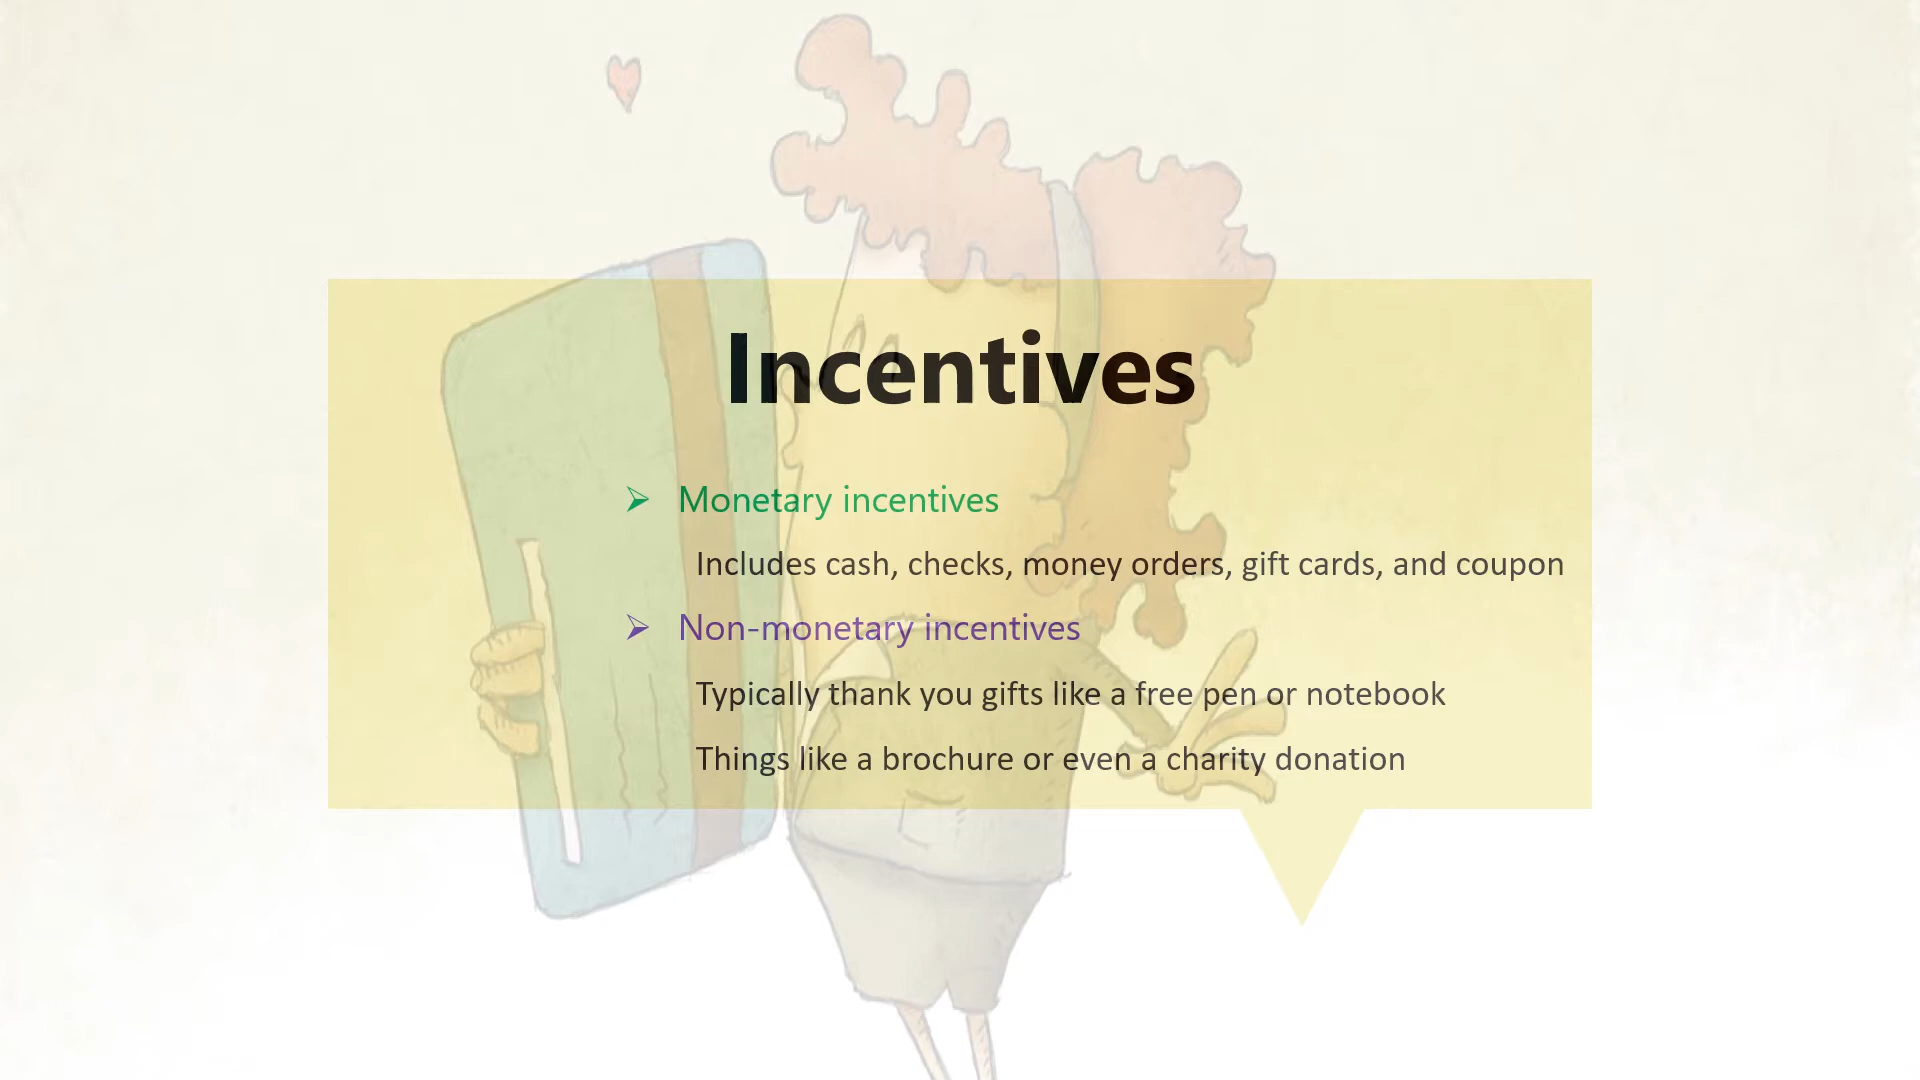 Incentives
➢ Monetary incentives
Includes cash, checks, money orders, gift cards, and coupon
➢ Non-monetary incentives
Typically thank you gifts like a free pen or notebook
Things like a brochure or even a charity donation